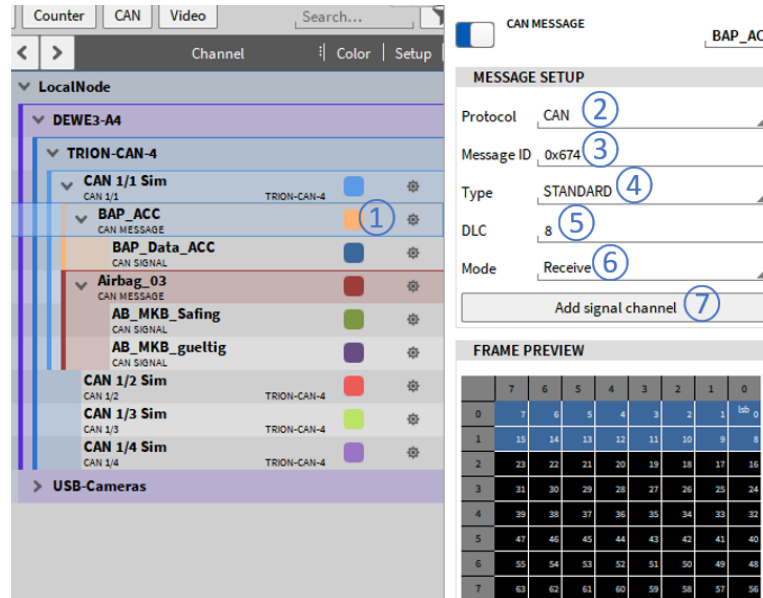 Counter CAN Video Search...
Channel Color Setup
LocalNode
DEWE3-A4
TRION-CAN-4
CAN 1/1 Sim
CAN 1/1 TRION-CAN-4
BAP_ACC 1
CAN MESSAGE
BAP_Data_ACC
CAN SIGNAL
Airbag_03
CAN MESSAGE
AB_MKB_Safing
CAN SIGNAL
AB_MKB_gueltig
CAN SIGNAL
CAN 1/2 Sim
CAN 1/2 TRION-CAN-4
CAN 1/3 Sim
CAN 1/3 TRION-CAN-4
CAN 1/4 Sim
CAN 1/4 TRION-CAN-4
USB-Cameras
CAN MESSAGE
BAP_AC
MESSAGE SETUP
Protocol CAN 2
Message ID 0x674 3
Type STANDARD 4
DLC 8 5
Mode Receive 6
Add signal channel 7
FRAME PREVIEW
7 6 5 4 3 2 1 0
0 7 6 5 4 3 2 1 lsb 0
1 15 14 13 12 11 10 9 8
2 23 22 21 20 19 18 17 16
3 31 30 29 28 27 26 25 24
4 39 38 37 36 35 34 33 32
5 47 46 45 44 43 42 41 40
6 55 54 53 52 51 50 49 48
7 63 62 61 60 59 58 57 56